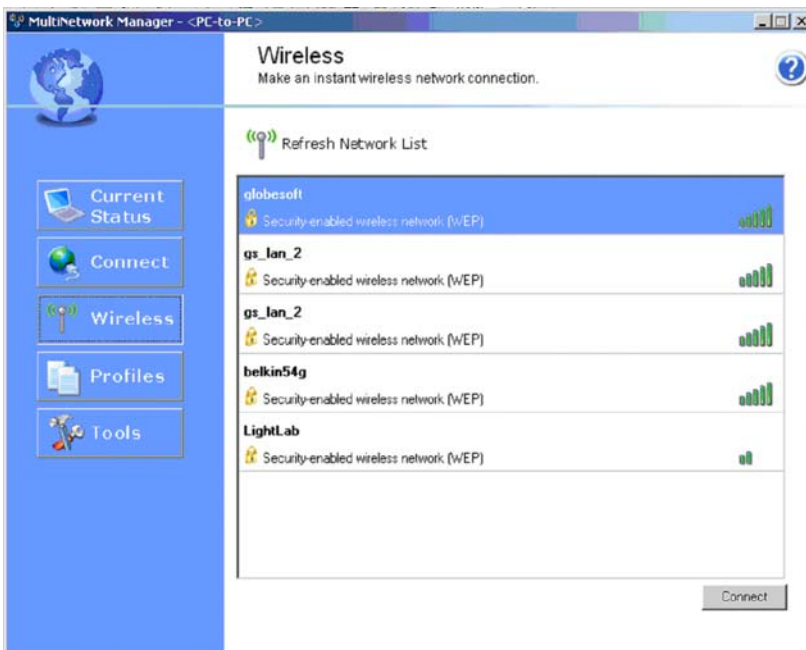 MultiNetwork Manager - <PC-to-PC>
Wireless
Make an instant wireless network connection.
?
Refresh Network List
Current
Status
Connect
Wireless
Profiles
Tools
globesoft
Security-enabled wireless network (WEP)
gs_lan_2
Security-enabled wireless network (WEP)
gs_lan_2
Security-enabled wireless network (WEP)
belkin54g
Security-enabled wireless network (WEP)
LightLab
Security-enabled wireless network (WEP)
Connect